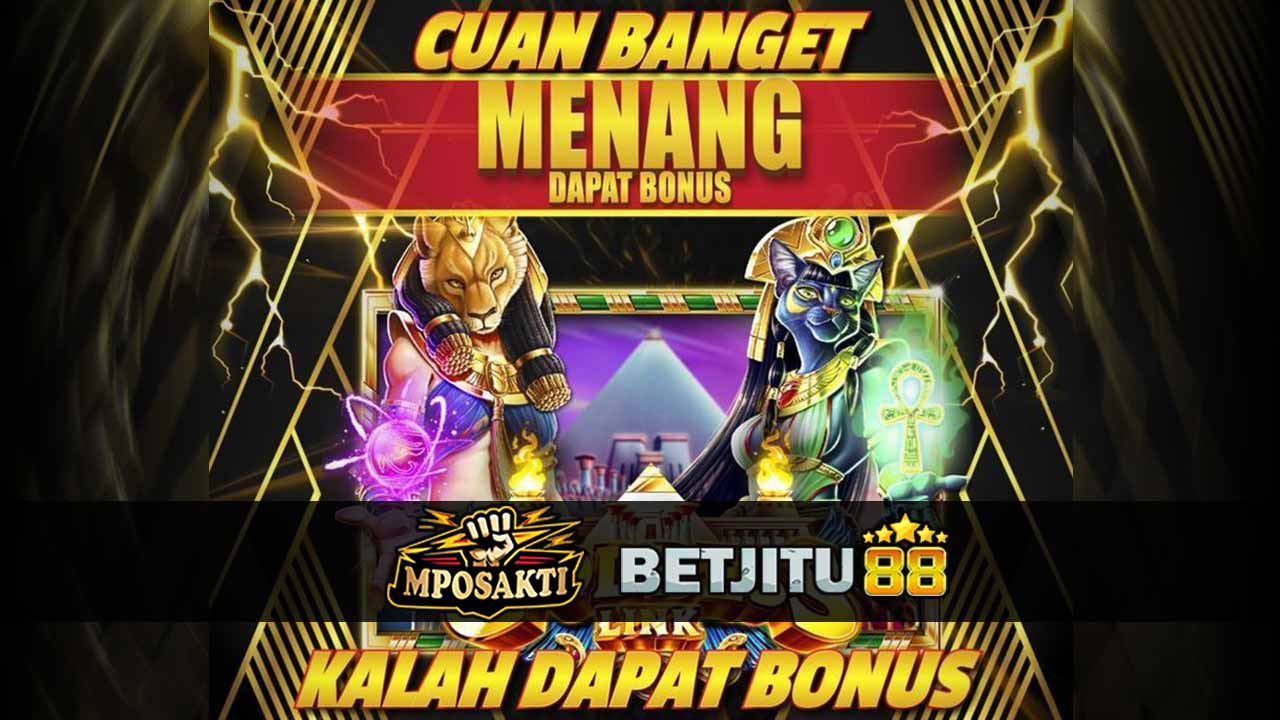 CUAN BANGET
MENANG
DAPAT BONUS
MPOSAKTI
BETJITU88
LINK
KALAH DAPAT BONUS